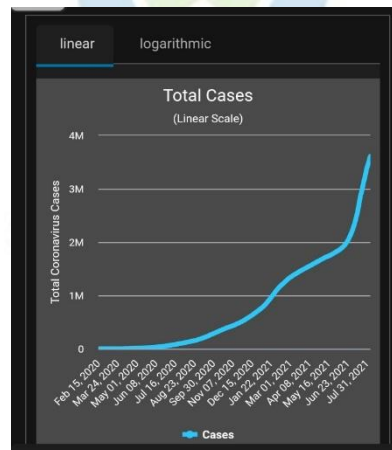 linear
logarithmic
Total Cases
(Linear Scale)
Total Coronavirus Cases
4M
3M
2M
1M
0
Feb 15, 2020
Mar 24, 2020
May 01, 2020
Jun 08, 2020
Jul 16, 2020
Aug 23, 2020
Sep 30, 2020
Nov 07, 2020
Dec 15, 2020
Jan 22, 2021
Mar 01, 2021
Apr 08, 2021
May 16, 2021
Jun 23, 2021
Jul 31, 2021
Cases